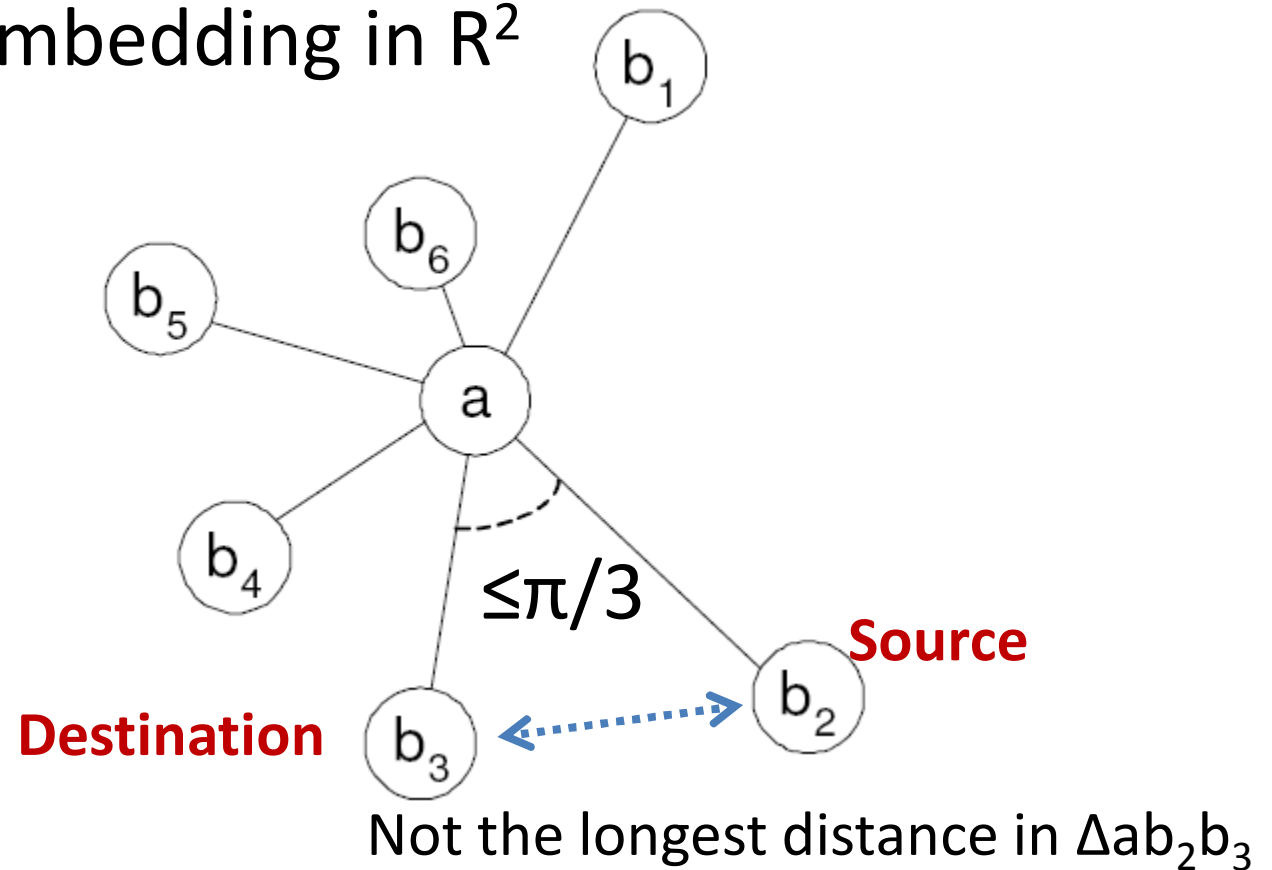 mbedding in R²
b₁
b₆
b₅
a
b₄
≤π/3
Source
b₂
Destination
b₃
Not the longest distance in Δab₂b₃